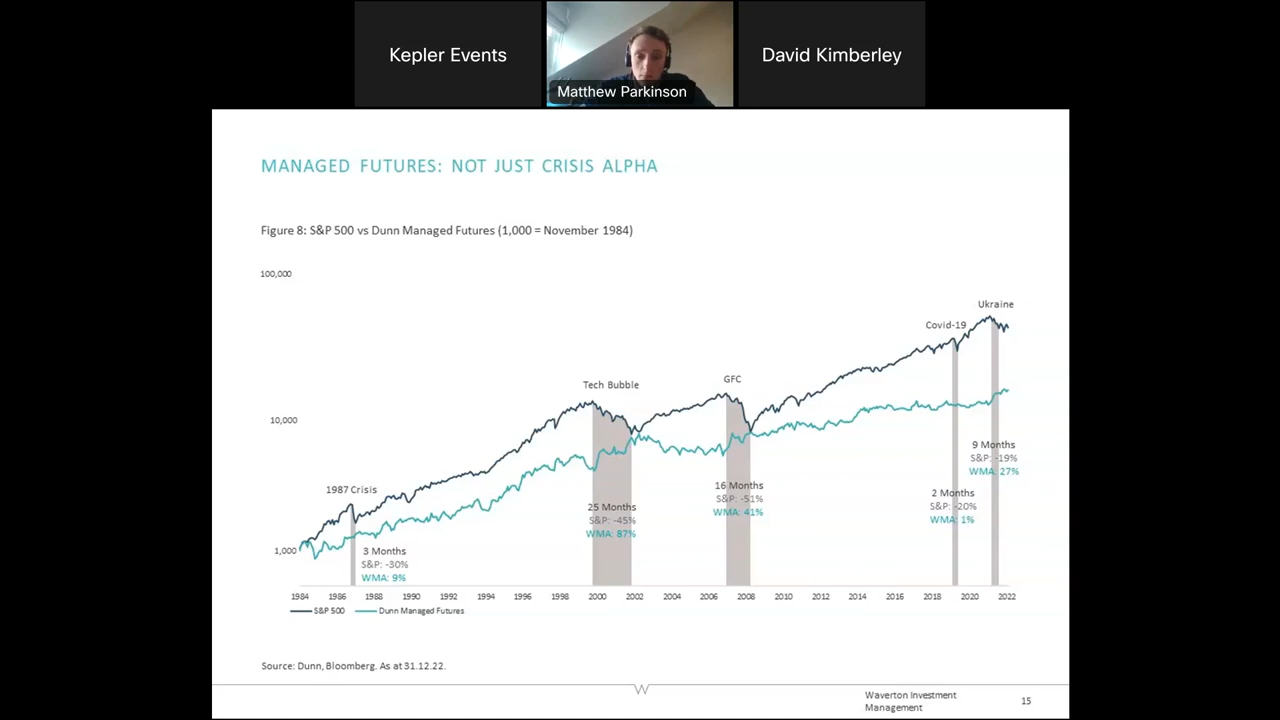 Kepler Events
Matthew Parkinson
David Kimberley
MANAGED FUTURES: NOT JUST CRISIS ALPHA
Figure 8: S&P 500 vs Dunn Managed Futures (1,000 = November 1984)
100,000
10,000
1,000
1987 Crisis
3 Months
S&P: -30%
WMA: 9%
Tech Bubble
25 Months
S&P: -45%
WMA: 87%
GFC
16 Months
S&P: -51%
WMA: 41%
Covid-19
2 Months
S&P: -20%
WMA: 1%
Ukraine
9 Months
S&P: -19%
WMA: 27%
1984 1986 1988 1990 1992 1994 1996 1998 2000 2002 2004 2006 2008 2010 2012 2014 2016 2018 2020 2022
S&P 500 Dunn Managed Futures
Source: Dunn, Bloomberg. As at 31.12.22.
Waverton Investment
Management
15